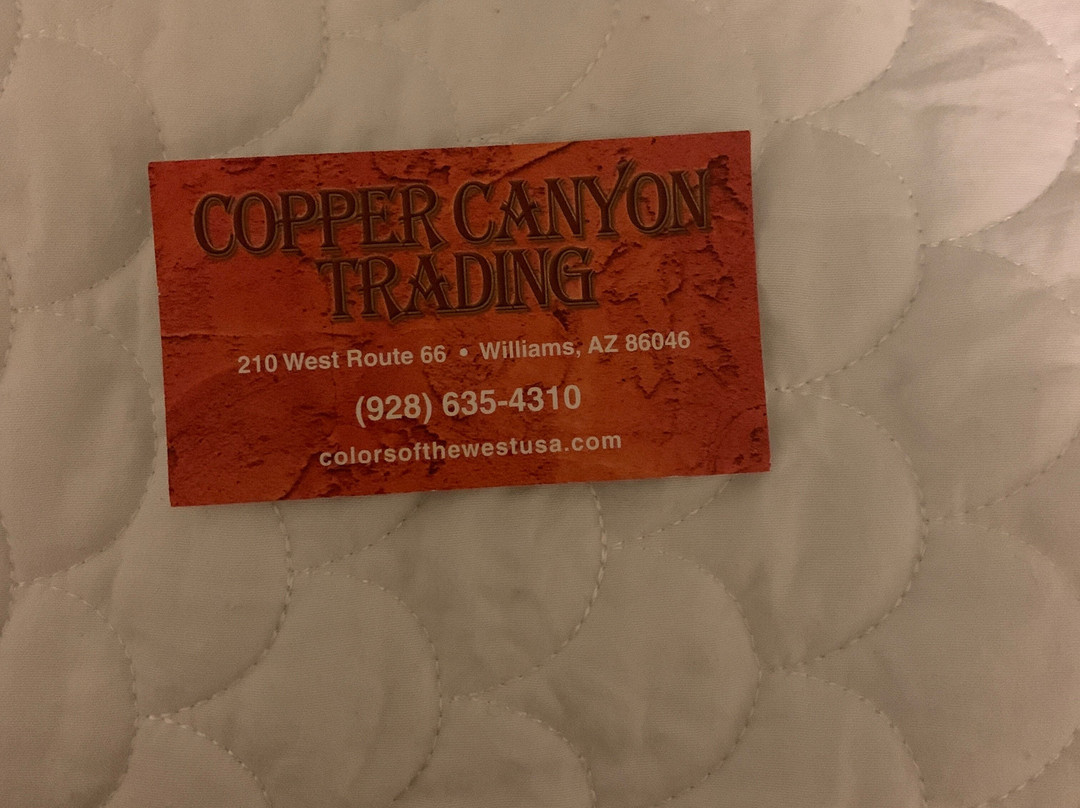 COPPER CANYON
TRADING
210 West Route 66 • Williams, AZ 86046
(928) 635-4310
colorsofthewestusa.com